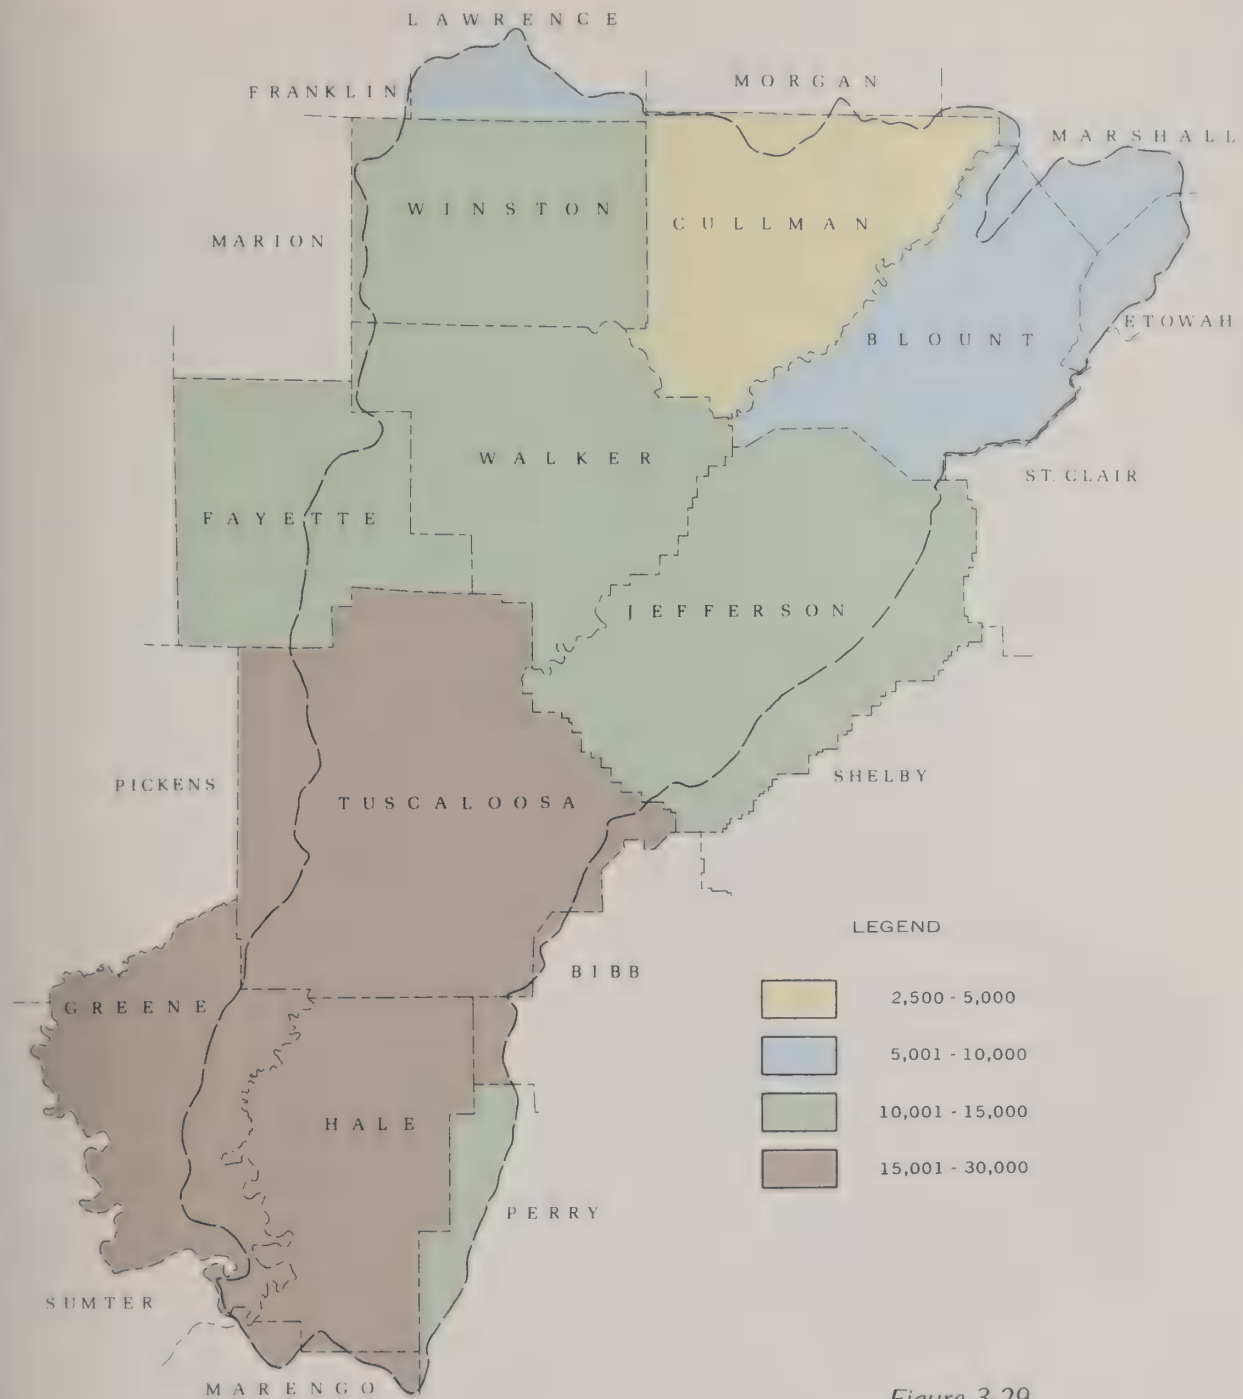 LAWRENCE
FRANKLIN
MORGAN
MARSHALL
WINSTON
CULLMAN
MARION
BLOUNT
ETOWAH
WALKER
ST. CLAIR
FAYETTE
JEFFERSON
PICKENS
TUSCALOOSA
SHELBY
LEGEND
BIBB
2,500 - 5,000
GREENE
5,001 - 10,000
10,001 - 15,000
HALE
15,001 - 30,000
PERRY
SUMTER
MARENGO
Figure 3-29